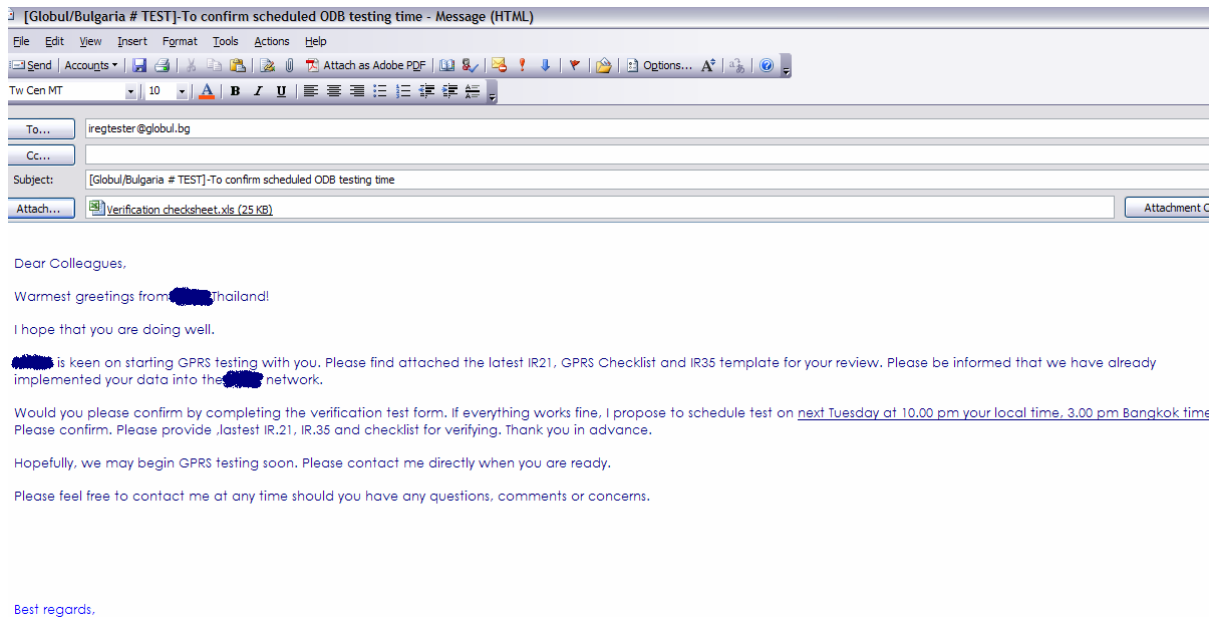 [Globul/Bulgaria # TEST]-To confirm scheduled ODB testing time - Message (HTML)
File Edit View Insert Format Tools Actions Help
Send Accounts Attach as Adobe PDF Options...
Tw Cen MT 10 A B I U
To... iregtester@globul.bg
Cc...
Subject: [Globul/Bulgaria # TEST]-To confirm scheduled ODB testing time
Attach... Verification checksheet.xls (25 KB) Attachment
Dear Colleagues,
Warmest greetings from Thailand!
I hope that you are doing well.
is keen on starting GPRS testing with you. Please find attached the latest IR21, GPRS Checklist and IR35 template for your review. Please be informed that we have already
implemented your data into the network.
Would you please confirm by completing the verification test form. If everything works fine, I propose to schedule test on next Tuesday at 10.00 pm your local time, 3.00 pm Bangkok time
Please confirm. Please provide ,lastest IR.21, IR.35 and checklist for verifying. Thank you in advance.
Hopefully, we may begin GPRS testing soon. Please contact me directly when you are ready.
Please feel free to contact me at any time should you have any questions, comments or concerns.
Best regards,